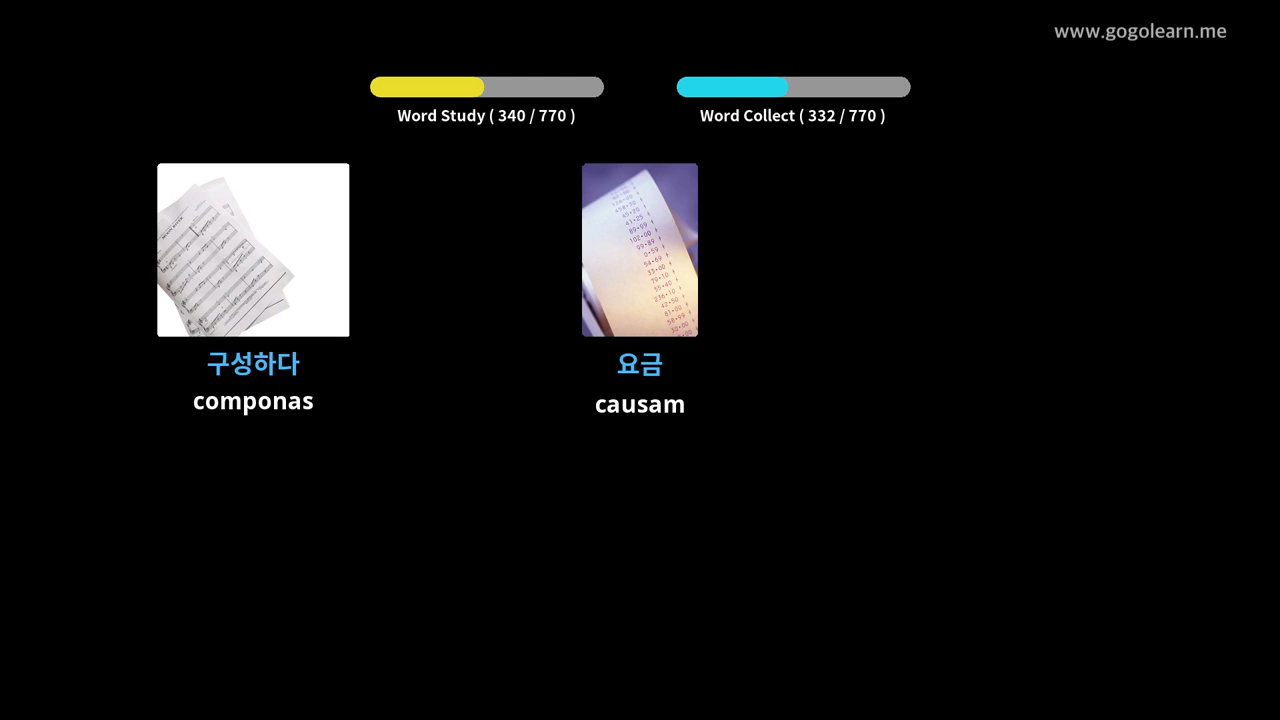 www.gogolearn.me
Word Study ( 340 / 770 )
Word Collect ( 332 / 770 )
구성하다
componas
요금
causam